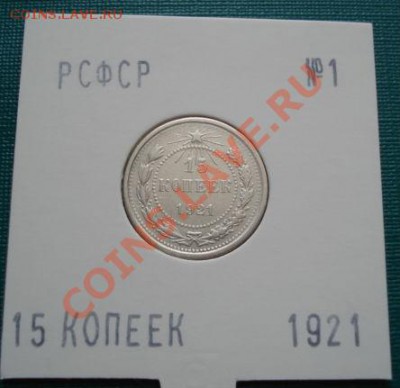 COINS.LAVE.RU
РСФСР №1
15
КОПЕЕК
1921
COINS.LAVE.RU
15 КОПЕЕК 1921